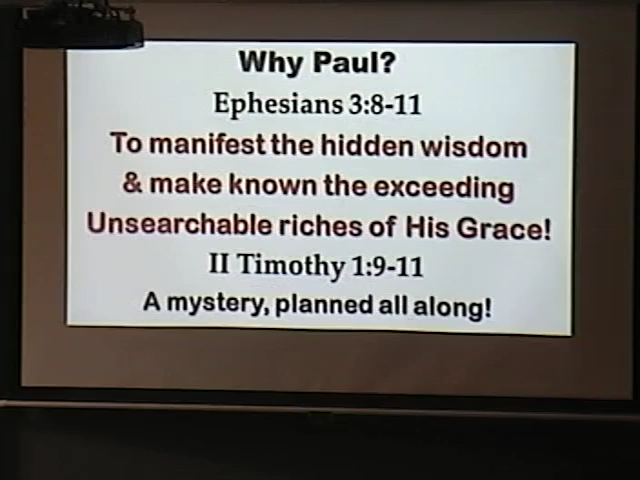 Why Paul?
Ephesians 3:8-11
To manifest the hidden wisdom
& make known the exceeding
Unsearchable riches of His Grace!
II Timothy 1:9-11
A mystery, planned all along!